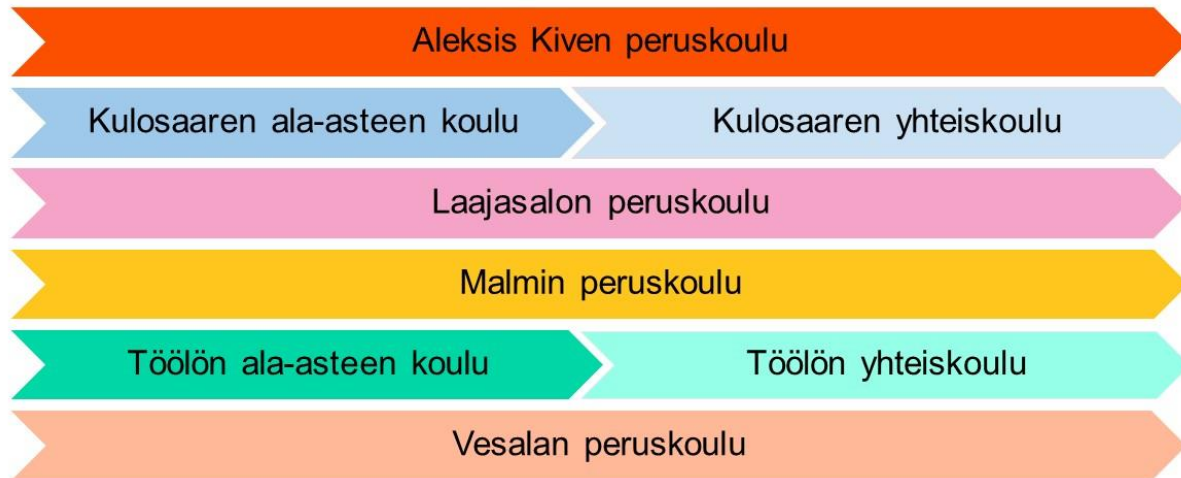 Aleksis Kiven peruskoulu
Kulosaaren ala-asteen koulu
Kulosaaren yhteiskoulu
Laajasalon peruskoulu
Malmin peruskoulu
Töölön ala-asteen koulu
Töölön yhteiskoulu
Vesalan peruskoulu